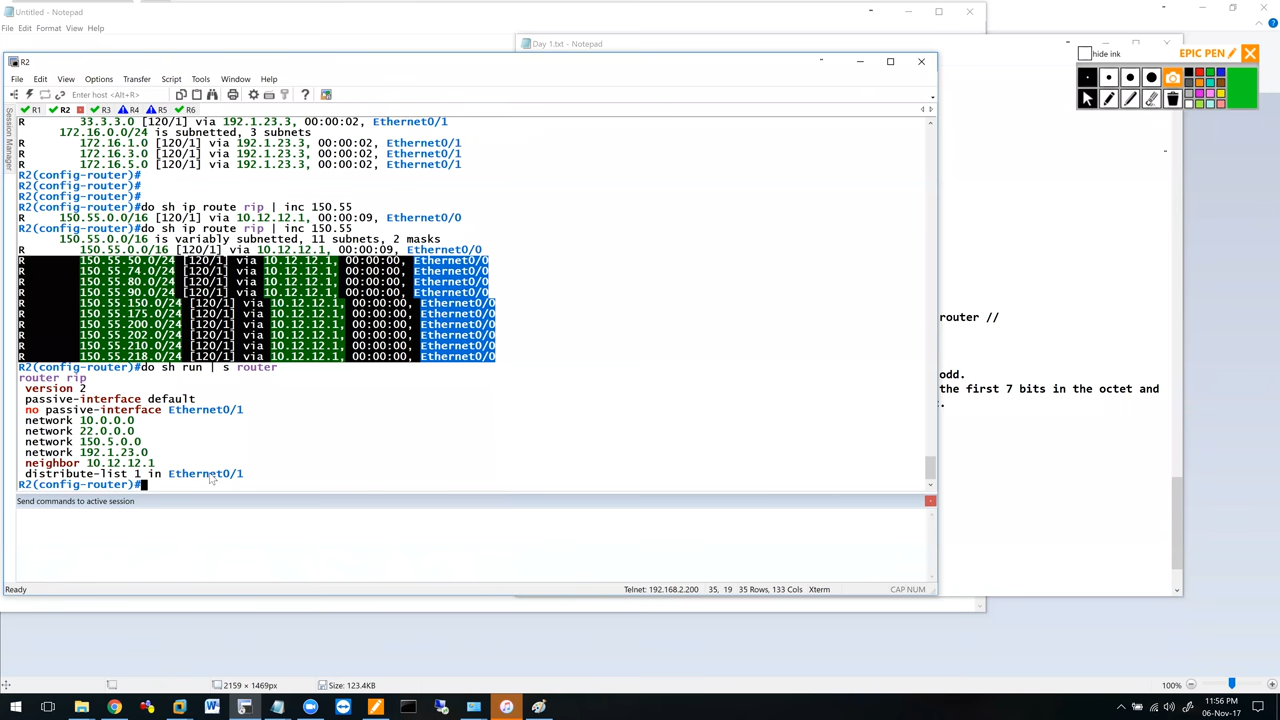 Untitled - Notepad
File Edit Format View Help
Day 1.txt - Notepad
hide ink
EPIC PEN
R2
File Edit View Options Transfer Script Tools Window Help
Enter host <Alt+R>
R1 R2 R3 R4 R5 R6
Session Manager
R 33.3.3.0 [120/1] via 192.1.23.3, 00:00:02, Ethernet0/1
172.16.0.0/24 is subnetted, 3 subnets
R 172.16.1.0 [120/1] via 192.1.23.3, 00:00:02, Ethernet0/1
R 172.16.3.0 [120/1] via 192.1.23.3, 00:00:02, Ethernet0/1
R 172.16.5.0 [120/1] via 192.1.23.3, 00:00:02, Ethernet0/1
R2(config-router)#
R2(config-router)#
R2(config-router)#
R2(config-router)#do sh ip route rip | inc 150.55
R 150.55.0.0/16 [120/1] via 10.12.12.1, 00:00:09, Ethernet0/0
R2(config-router)#do sh ip route rip | inc 150.55
150.55.0.0/16 is variably subnetted, 11 subnets, 2 masks
R 150.55.0.0/16 [120/1] via 10.12.12.1, 00:00:09, Ethernet0/0
R 150.55.50.0/24 [120/1] via 10.12.12.1, 00:00:00, Ethernet0/0
R 150.55.74.0/24 [120/1] via 10.12.12.1, 00:00:00, Ethernet0/0
R 150.55.80.0/24 [120/1] via 10.12.12.1, 00:00:00, Ethernet0/0
R 150.55.90.0/24 [120/1] via 10.12.12.1, 00:00:00, Ethernet0/0
R 150.55.150.0/24 [120/1] via 10.12.12.1, 00:00:00, Ethernet0/0
R 150.55.175.0/24 [120/1] via 10.12.12.1, 00:00:00, Ethernet0/0
R 150.55.200.0/24 [120/1] via 10.12.12.1, 00:00:00, Ethernet0/0
R 150.55.202.0/24 [120/1] via 10.12.12.1, 00:00:00, Ethernet0/0
R 150.55.210.0/24 [120/1] via 10.12.12.1, 00:00:00, Ethernet0/0
R 150.55.218.0/24 [120/1] via 10.12.12.1, 00:00:00, Ethernet0/0
R2(config-router)#do sh run | s router
router rip
version 2
passive-interface default
no passive-interface Ethernet0/1
network 10.0.0.0
network 22.0.0.0
network 150.5.0.0
network 192.1.23.0
neighbor 10.12.12.1
distribute-list 1 in Ethernet0/1
R2(config-router)#
router //
odd.
the first 7 bits in the octet and
Send commands to active session
Ready
Telnet: 192.168.2.200 35, 19 35 Rows, 133 Cols Xterm CAP NUM
2159 × 1469px Size: 123.4KB 100%
11:56 PM
06-Nov-17